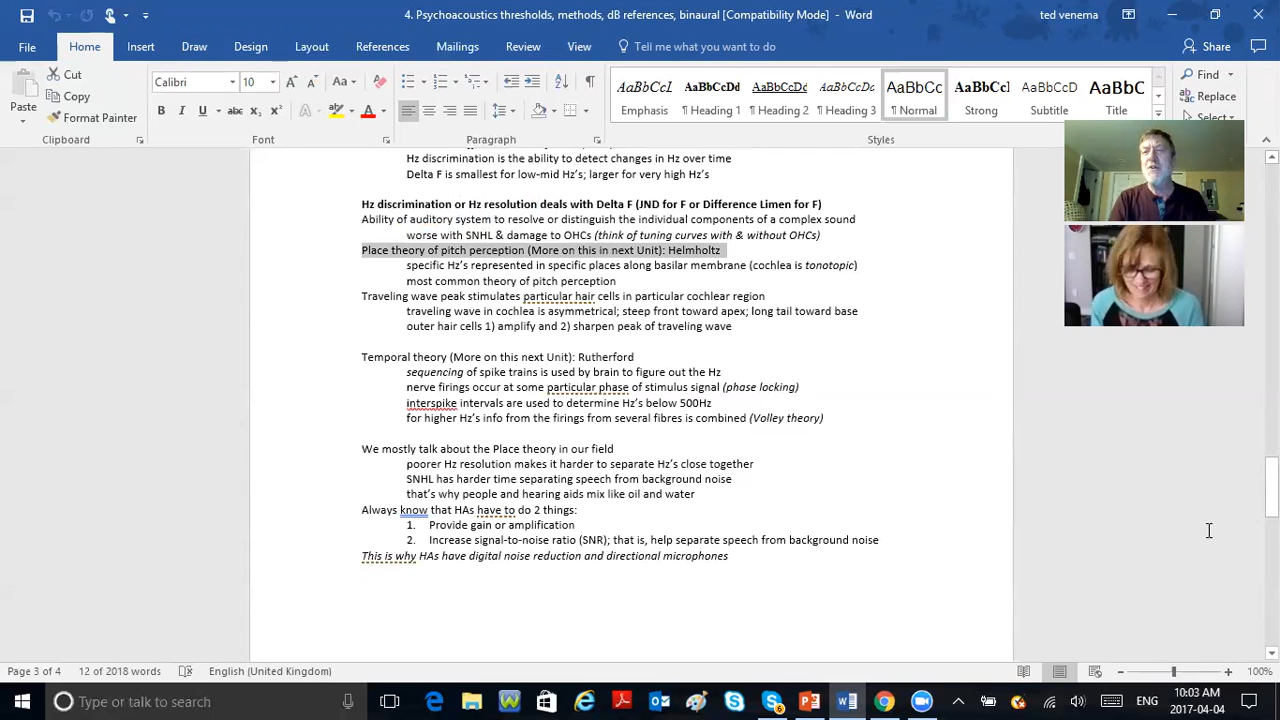 4. Psychoacoustics thresholds, methods, dB references, binaural [Compatibility Mode] - Word
ted venema
File Home Insert Draw Design Layout References Mailings Review View Tell me what you want to do Share
Paste
Cut
Copy
Format Painter
Clipboard
Calibri 10
Font
Paragraph
AaBbCcL AaBbCcDd AaBbCcDd AaBbCcDd AaBbCc AaBbCc AaBbCcDd AaBbCc
Emphasis ¶ Heading 1 ¶ Heading 2 ¶ Heading 3 ¶ Normal Strong Subtitle Title
Styles
Find
Replace
Select
Hz discrimination is the ability to detect changes in Hz over time
Delta F is smallest for low-mid Hz's; larger for very high Hz's
Hz discrimination or Hz resolution deals with Delta F (JND for F or Difference Limen for F)
Ability of auditory system to resolve or distinguish the individual components of a complex sound
worse with SNHL & damage to OHCs (think of tuning curves with & without OHCs)
Place theory of pitch perception (More on this in next Unit): Helmholtz
specific Hz's represented in specific places along basilar membrane (cochlea is tonotopic)
most common theory of pitch perception
Traveling wave peak stimulates particular hair cells in particular cochlear region
traveling wave in cochlea is asymmetrical; steep front toward apex; long tail toward base
outer hair cells 1) amplify and 2) sharpen peak of traveling wave
Temporal theory (More on this next Unit): Rutherford
sequencing of spike trains is used by brain to figure out the Hz
nerve firings occur at some particular phase of stimulus signal (phase locking)
interspike intervals are used to determine Hz's below 500Hz
for higher Hz's info from the firings from several fibres is combined (Volley theory)
We mostly talk about the Place theory in our field
poorer Hz resolution makes it harder to separate Hz's close together
SNHL has harder time separating speech from background noise
that's why people and hearing aids mix like oil and water
Always know that HAs have to do 2 things:
1. Provide gain or amplification
2. Increase signal-to-noise ratio (SNR); that is, help separate speech from background noise
This is why HAs have digital noise reduction and directional microphones
Page 3 of 4 12 of 2018 words English (United Kingdom) 100%
Type or talk to search
ENG
10:03 AM
2017-04-04